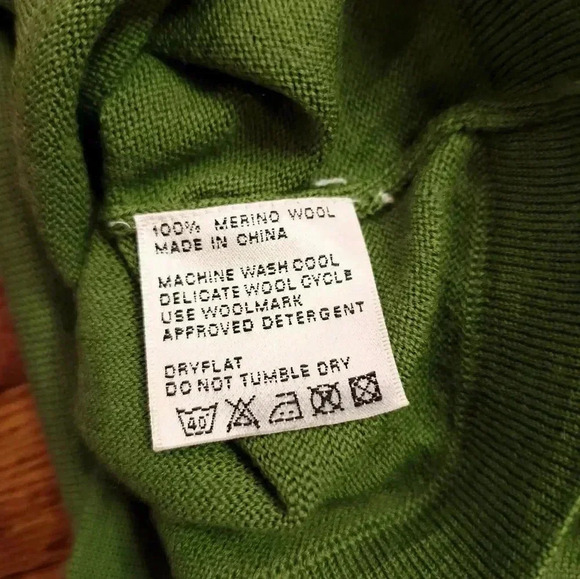 100% MERINO WOOL
MADE IN CHINA
MACHINE WASH COOL
DELICATE WOOL CYCLE
USE WOOLMARK
APPROVED DETERGENT
DRYFLAT
DO NOT TUMBLE DRY
40°